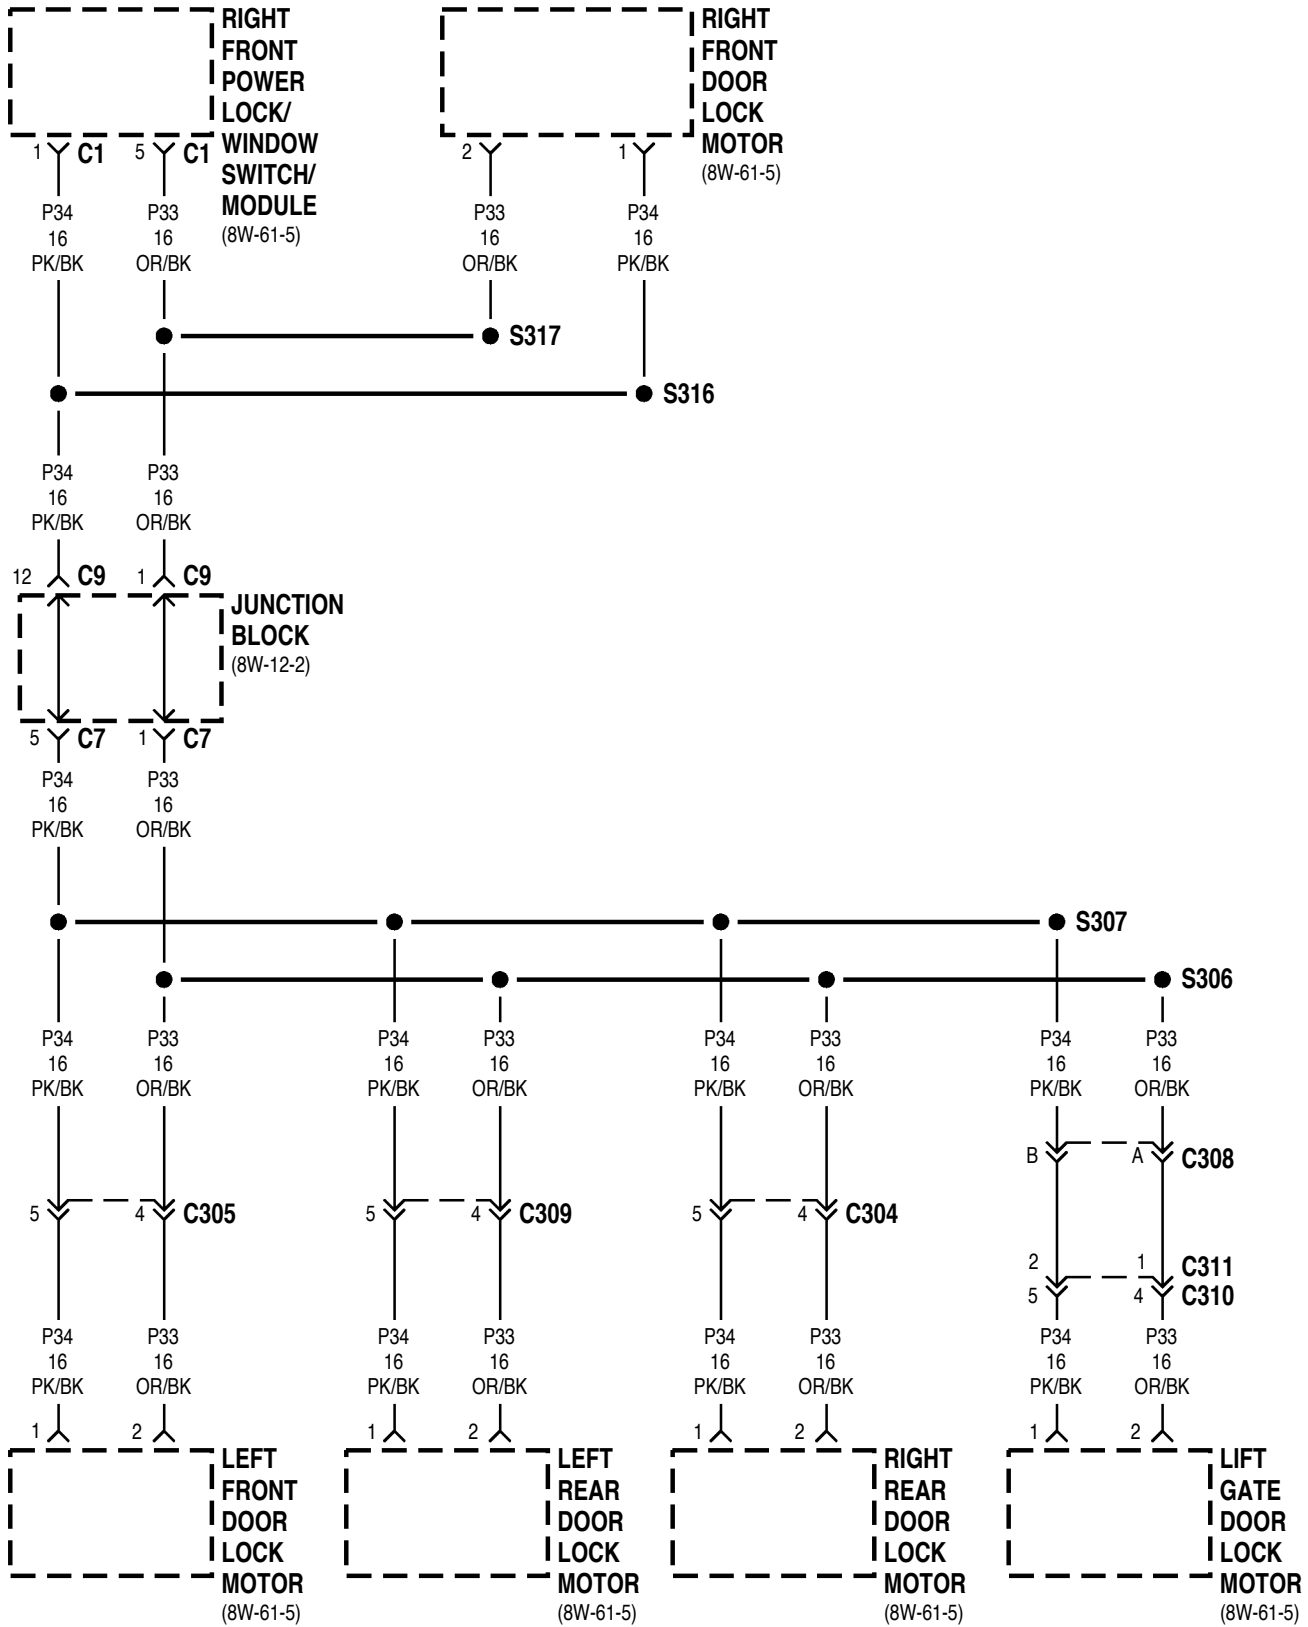 RIGHT
FRONT
POWER
LOCK/
WINDOW
SWITCH/
MODULE
(8W-61-5)
RIGHT
FRONT
DOOR
LOCK
MOTOR
(8W-61-5)
1 C1 5 C1 2 1
P34 P33 P33 P34
16 16 16 16
PK/BK OR/BK OR/BK PK/BK
S317
S316
P34 P33
16 16
PK/BK OR/BK
12 C9 1 C9
JUNCTION
BLOCK
(8W-12-2)
5 C7 1 C7
P34 P33
16 16
PK/BK OR/BK
S307
S306
P34 P33 P34 P33 P34 P33 P34 P33
16 16 16 16 16 16 16 16
PK/BK OR/BK PK/BK OR/BK PK/BK OR/BK PK/BK OR/BK
B A C308
5 4 C305 5 4 C309 5 4 C304
2 1 C311
5 4 C310
P34 P33 P34 P33 P34 P33 P34 P33
16 16 16 16 16 16 16 16
PK/BK OR/BK PK/BK OR/BK PK/BK OR/BK PK/BK OR/BK
1 2 1 2 1 2 1 2
LEFT
FRONT
DOOR
LOCK
MOTOR
(8W-61-5)
LEFT
REAR
DOOR
LOCK
MOTOR
(8W-61-5)
RIGHT
REAR
DOOR
LOCK
MOTOR
(8W-61-5)
LIFT
GATE
DOOR
LOCK
MOTOR
(8W-61-5)